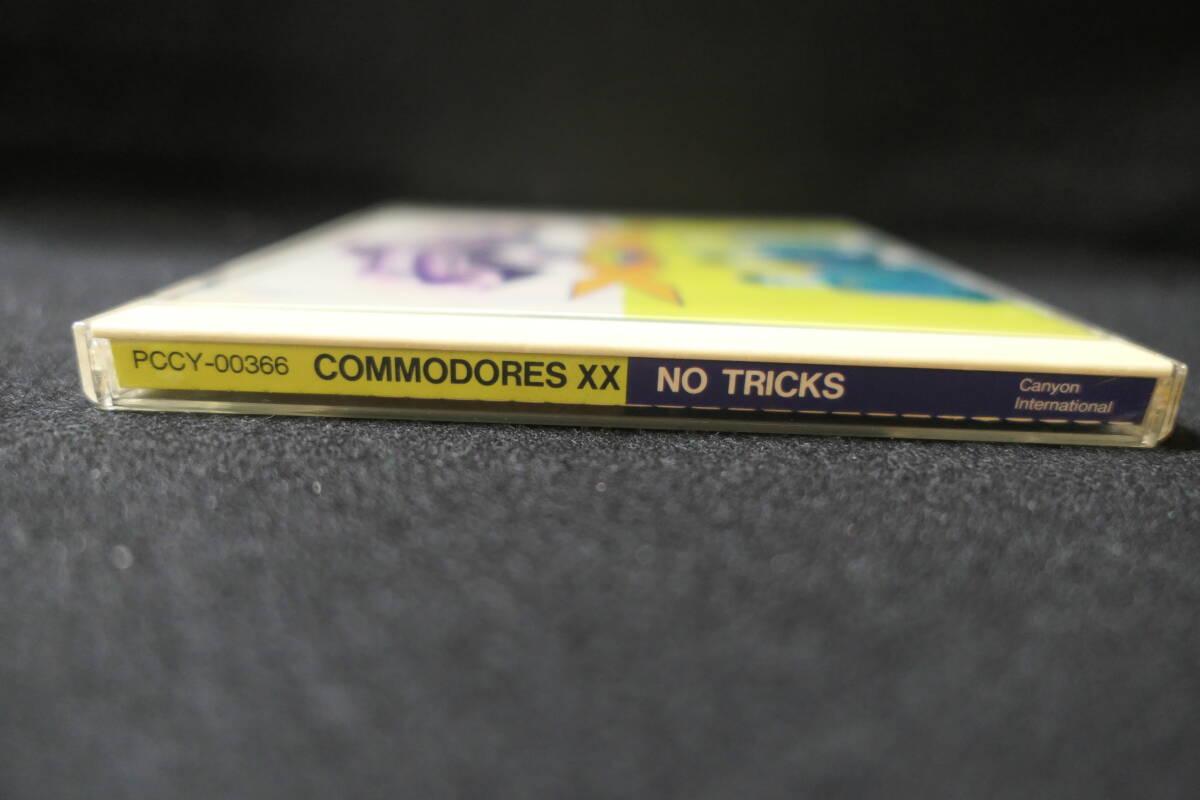 PCCY-00366 COMMODORES XX NO TRICKS
Canyon
International